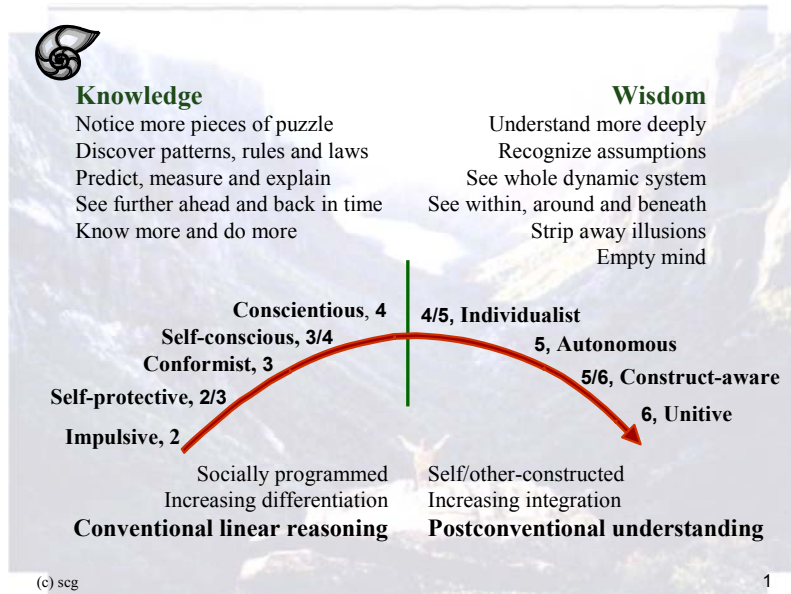 Knowledge
Notice more pieces of puzzle
Discover patterns, rules and laws
Predict, measure and explain
See further ahead and back in time
Know more and do more
Wisdom
Understand more deeply
Recognize assumptions
See whole dynamic system
See within, around and beneath
Strip away illusions
Empty mind
Conscientious, 4
Self-conscious, 3/4
Conformist, 3
Self-protective, 2/3
Impulsive, 2
4/5, Individualist
5, Autonomous
5/6, Construct-aware
6, Unitive
Socially programmed
Increasing differentiation
Conventional linear reasoning
Self/other-constructed
Increasing integration
Postconventional understanding
(c) scg
1